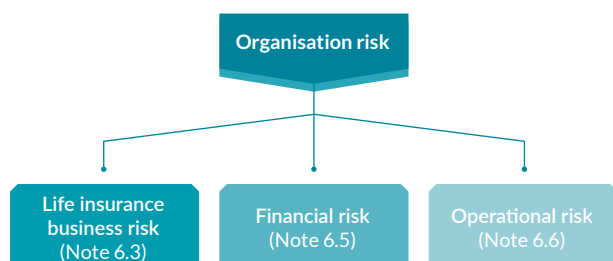 Organisation risk
Life insurance
business risk
(Note 6.3)
Financial risk
(Note 6.5)
Operational risk
(Note 6.6)